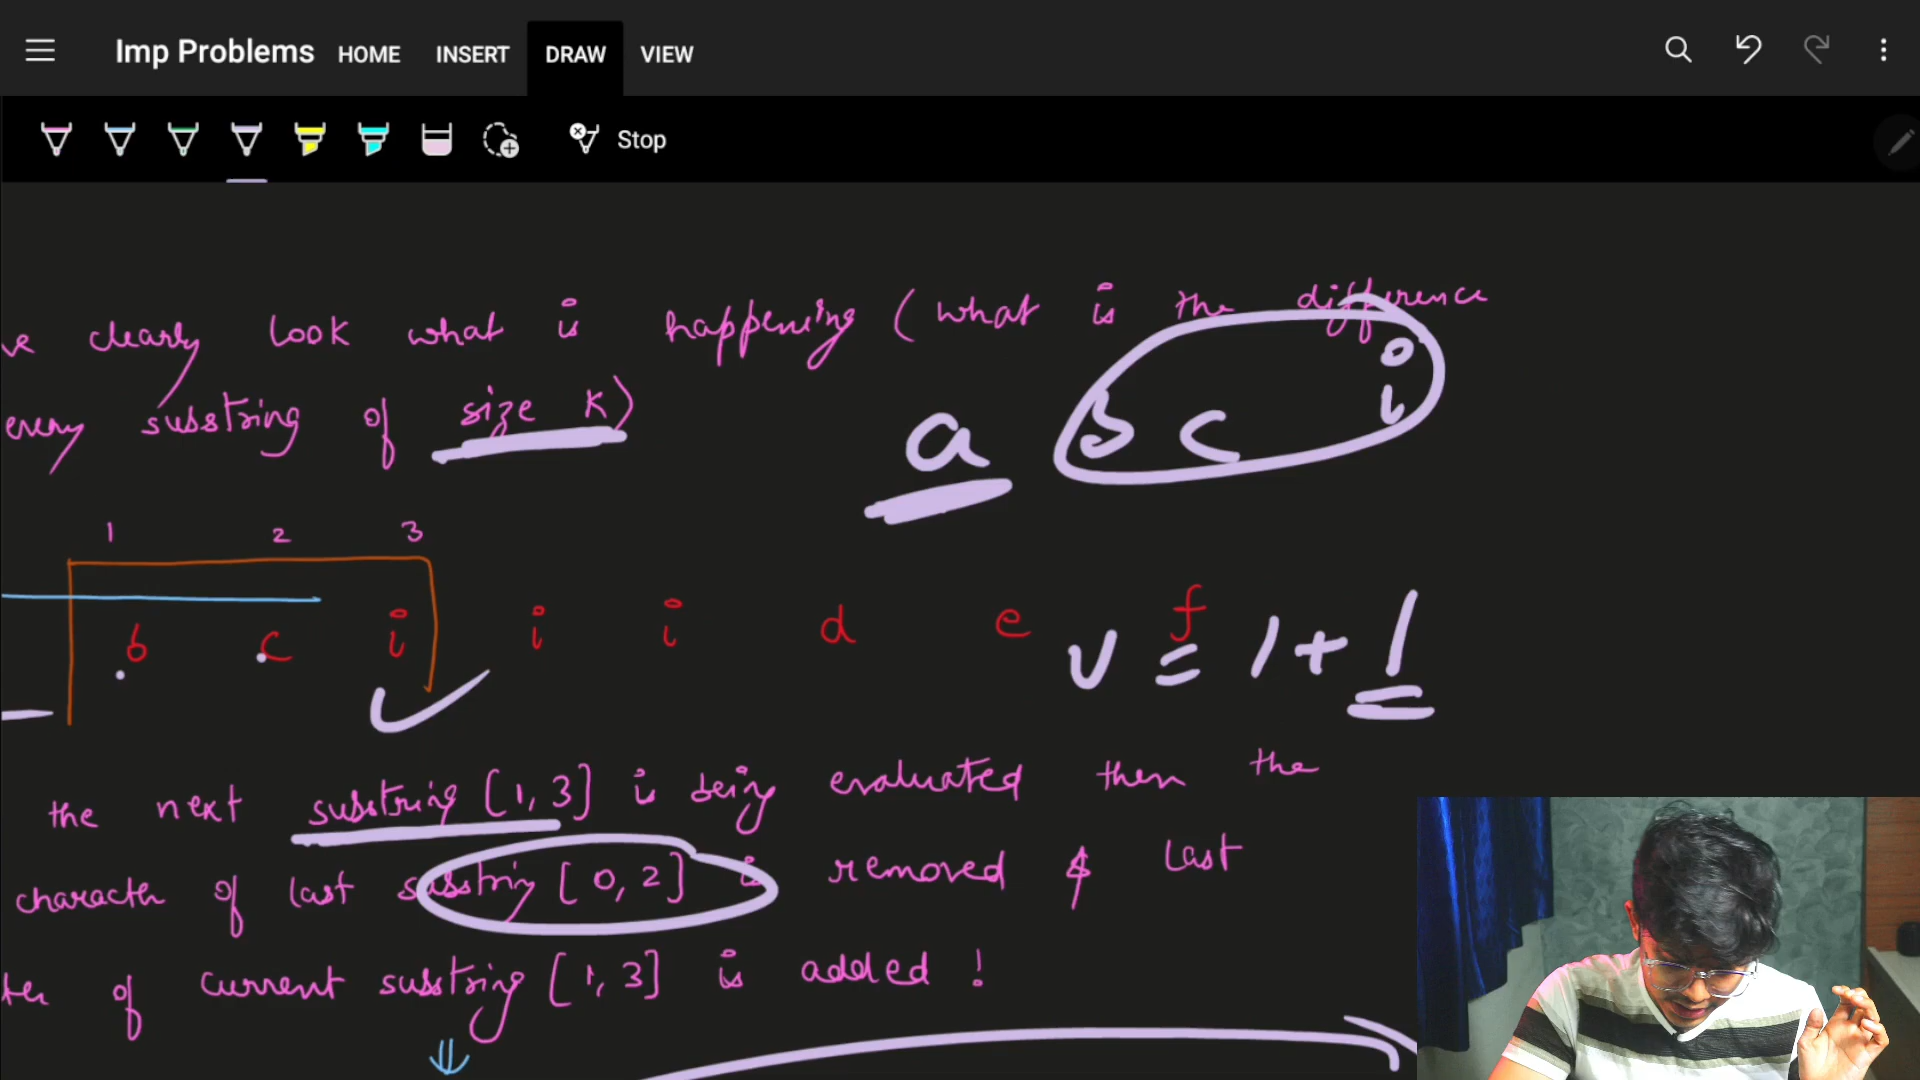 Imp Problems HOME INSERT DRAW VIEW
Stop
ve clearly look what is happening (what is the difference
every substring of size K)
a b c i
1 2 3
b c i i i d e f
v = 1 + 1
the next substring [1, 3] is being evaluated then the
character of last substring [0, 2] is removed & last
ter of current substring [1, 3] is added !